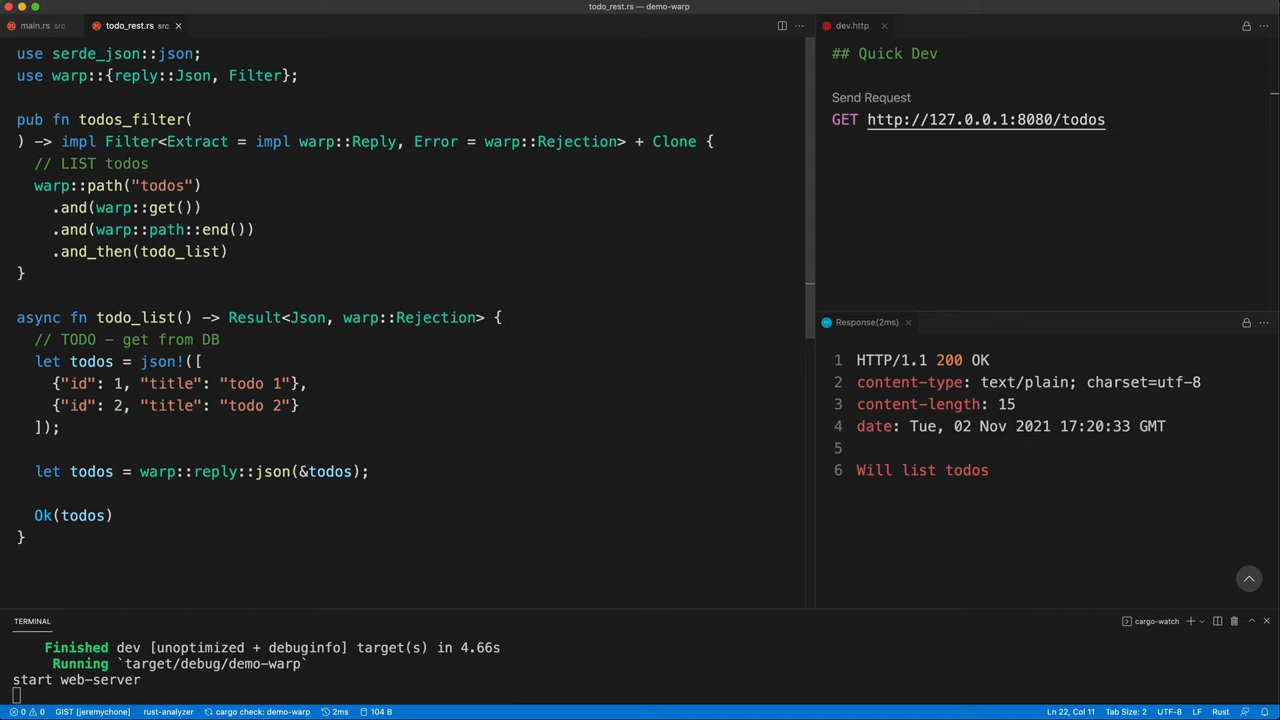 todo_rest.rs — demo-warp
main.rs src
todo_rest.rs src
dev.http
use serde_json::json;
use warp::{reply::Json, Filter};
pub fn todos_filter(
) -> impl Filter<Extract = impl warp::Reply, Error = warp::Rejection> + Clone {
// LIST todos
warp::path("todos")
.and(warp::get())
.and(warp::path::end())
.and_then(todo_list)
}
async fn todo_list() -> Result<Json, warp::Rejection> {
// TODO – get from DB
let todos = json!([
{"id": 1, "title": "todo 1"},
{"id": 2, "title": "todo 2"}
]);
let todos = warp::reply::json(&todos);
Ok(todos)
}
## Quick Dev
Send Request
GET http://127.0.0.1:8080/todos
Response(2ms)
1 HTTP/1.1 200 OK
2 content-type: text/plain; charset=utf-8
3 content-length: 15
4 date: Tue, 02 Nov 2021 17:20:33 GMT
5
6 Will list todos
TERMINAL
cargo-watch
Finished dev [unoptimized + debuginfo] target(s) in 4.66s
Running `target/debug/demo-warp`
start web-server
0 0 GIST [jeremychone] rust-analyzer cargo check: demo-warp 2ms 104 B
Ln 22, Col 11 Tab Size: 2 UTF-8 LF Rust